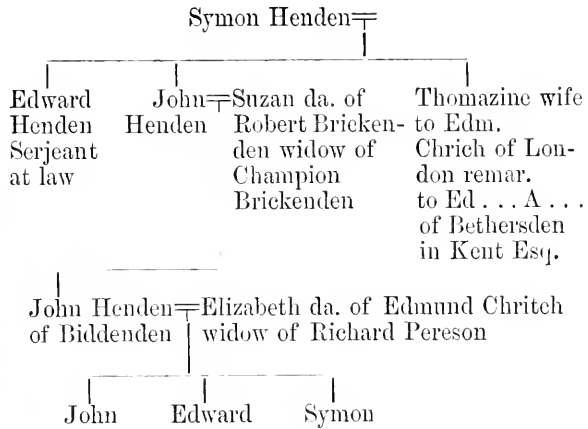 Symon Henden
Edward
Henden
Serjeant
at law
John
Henden
Suzan da. of
Robert Bricken-
den widow of
Champion
Brickenden
Thomazine wife
to Edm.
Chrich of Lon-
don remar.
to Ed . . . A . . .
of Bethersden
in Kent Esq.
John Henden
of Biddenden
Elizabeth da. of Edmund Chritch
widow of Richard Pereson
John Edward Symon